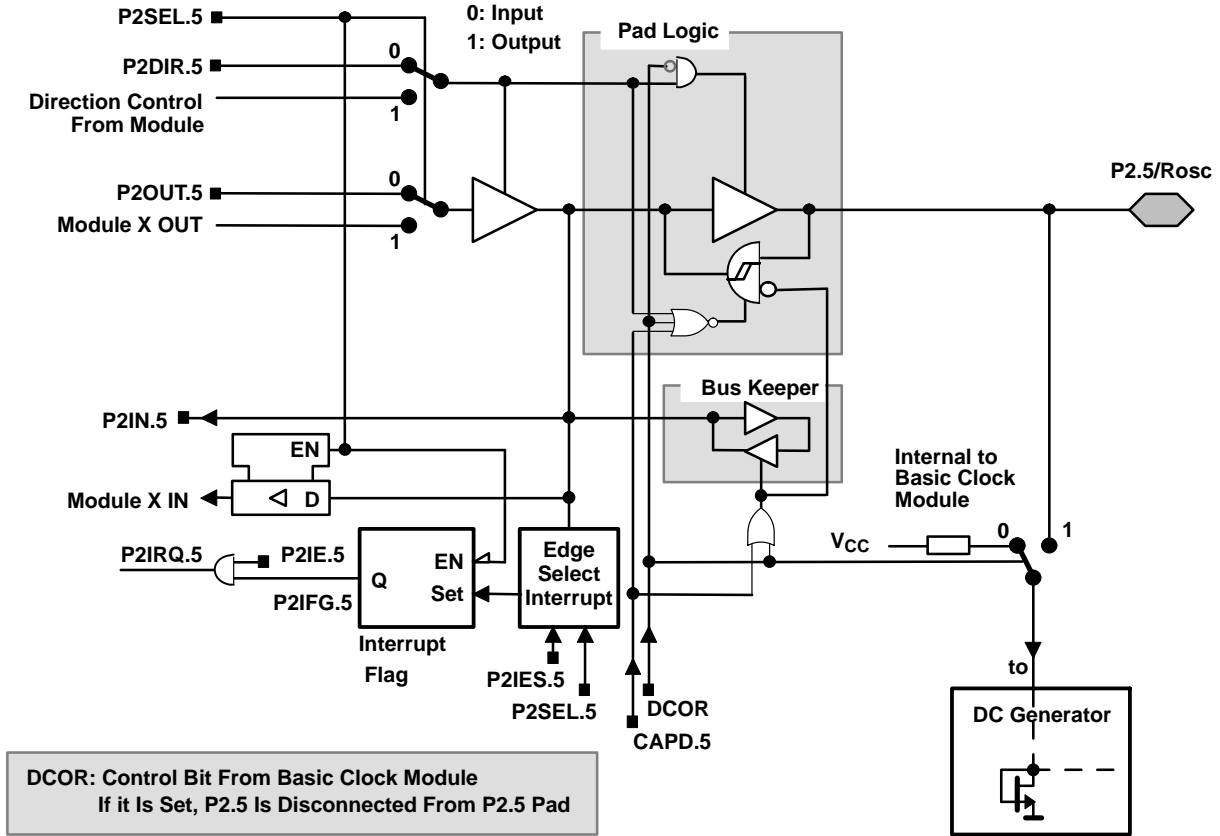 P2SEL.5
0: Input
1: Output
Pad Logic
P2DIR.5
0
Direction Control
From Module
1
P2OUT.5
0
Module X OUT
1
P2.5/Rosc
Bus Keeper
P2IN.5
EN
Module X IN
D
Internal to
Basic Clock
Module
VCC
0
1
P2IRQ.5
P2IE.5
P2IFG.5
Q
EN
Set
Interrupt
Flag
Edge
Select
Interrupt
P2IES.5
P2SEL.5
DCOR
CAPD.5
to
DC Generator
DCOR: Control Bit From Basic Clock Module
If it Is Set, P2.5 Is Disconnected From P2.5 Pad